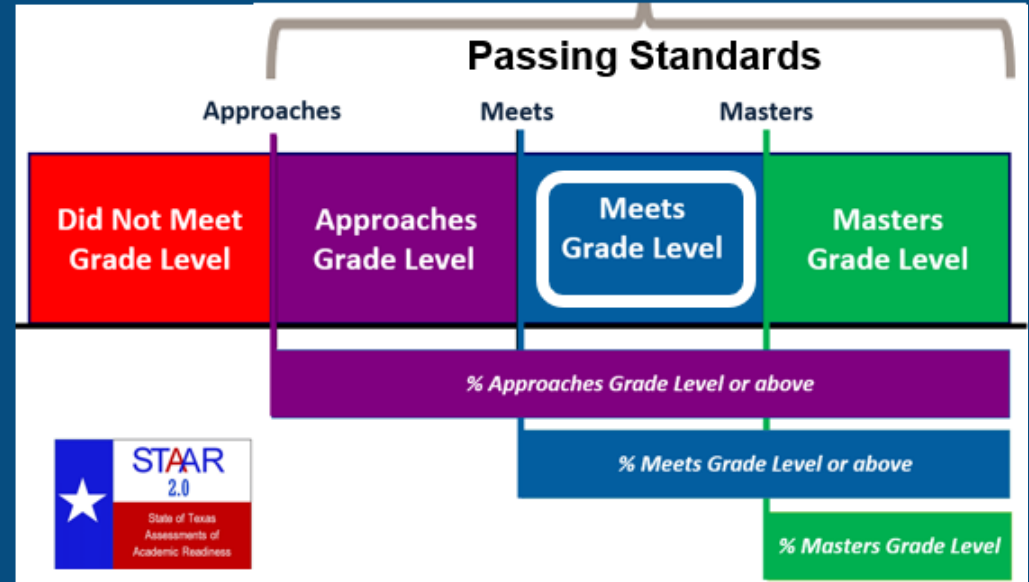 Passing Standards
Approaches
Meets
Masters
Did Not Meet
Grade Level
Approaches
Grade Level
Meets
Grade Level
Masters
Grade Level
% Approaches Grade Level or above
% Meets Grade Level or above
% Masters Grade Level
STAAR
2.0
State of Texas
Assessments of
Academic Readiness